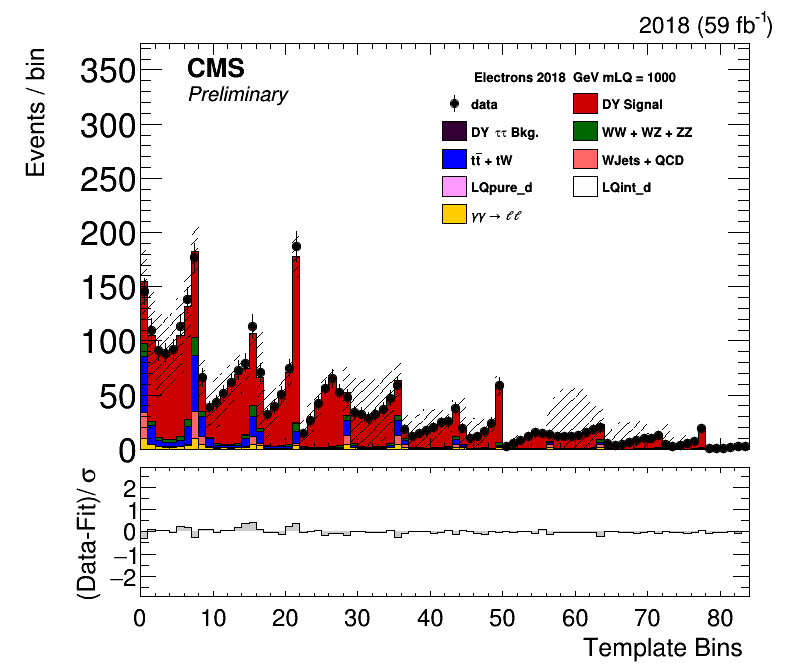 2018 (59 fb-1)
CMS
Preliminary
Electrons 2018 GeV mLQ = 1000
data
DY Signal
DY ττ Bkg.
WW + WZ + ZZ
tt̄ + tW
WJets + QCD
LQpure_d
LQint_d
γγ → ℓℓ
Events / bin
350
300
250
200
150
100
50
0
(Data-Fit)/ σ
2
1
0
−1
−2
0 10 20 30 40 50 60 70 80
Template Bins